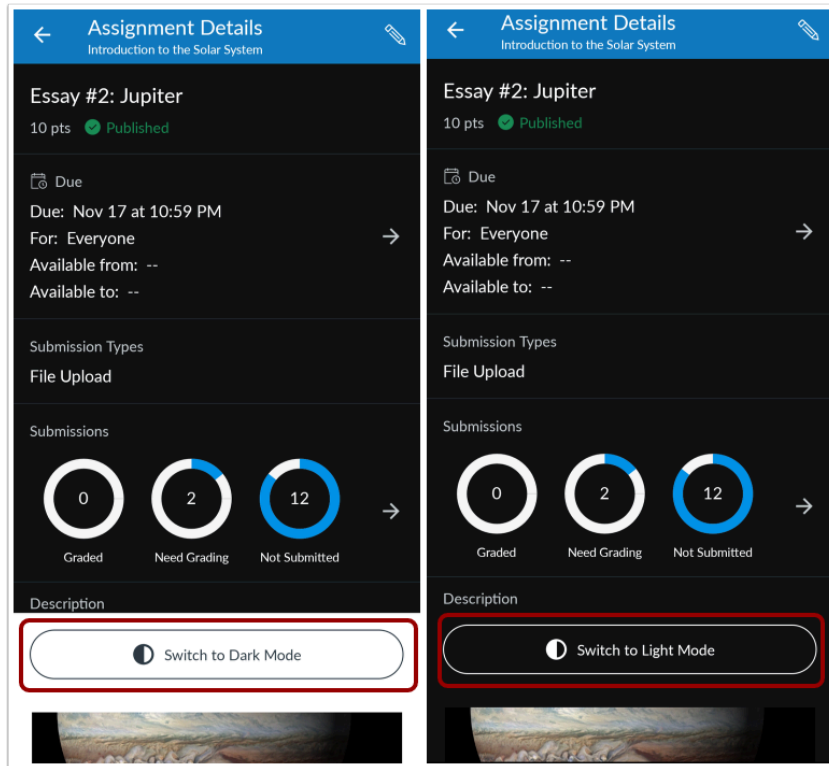 Assignment Details
Introduction to the Solar System
Essay #2: Jupiter
10 pts Published
Due
Due: Nov 17 at 10:59 PM
For: Everyone
Available from: --
Available to: --
Submission Types
File Upload
Submissions
0
2
12
Graded
Need Grading
Not Submitted
Description
Switch to Dark Mode
Assignment Details
Introduction to the Solar System
Essay #2: Jupiter
10 pts Published
Due
Due: Nov 17 at 10:59 PM
For: Everyone
Available from: --
Available to: --
Submission Types
File Upload
Submissions
0
2
12
Graded
Need Grading
Not Submitted
Description
Switch to Light Mode